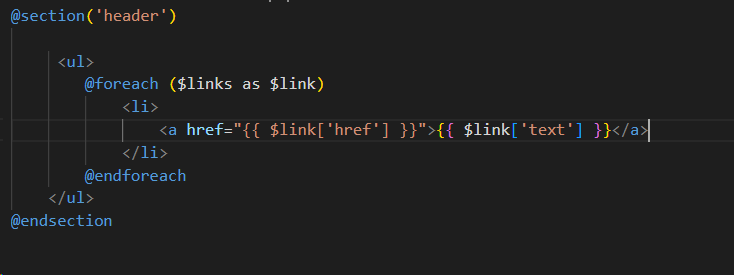 @section('header')
<ul>
@foreach ($links as $link)
<li>
<a href="{{ $link['href'] }}">{{ $link['text'] }}</a>
</li>
@endforeach
</ul>
@endsection